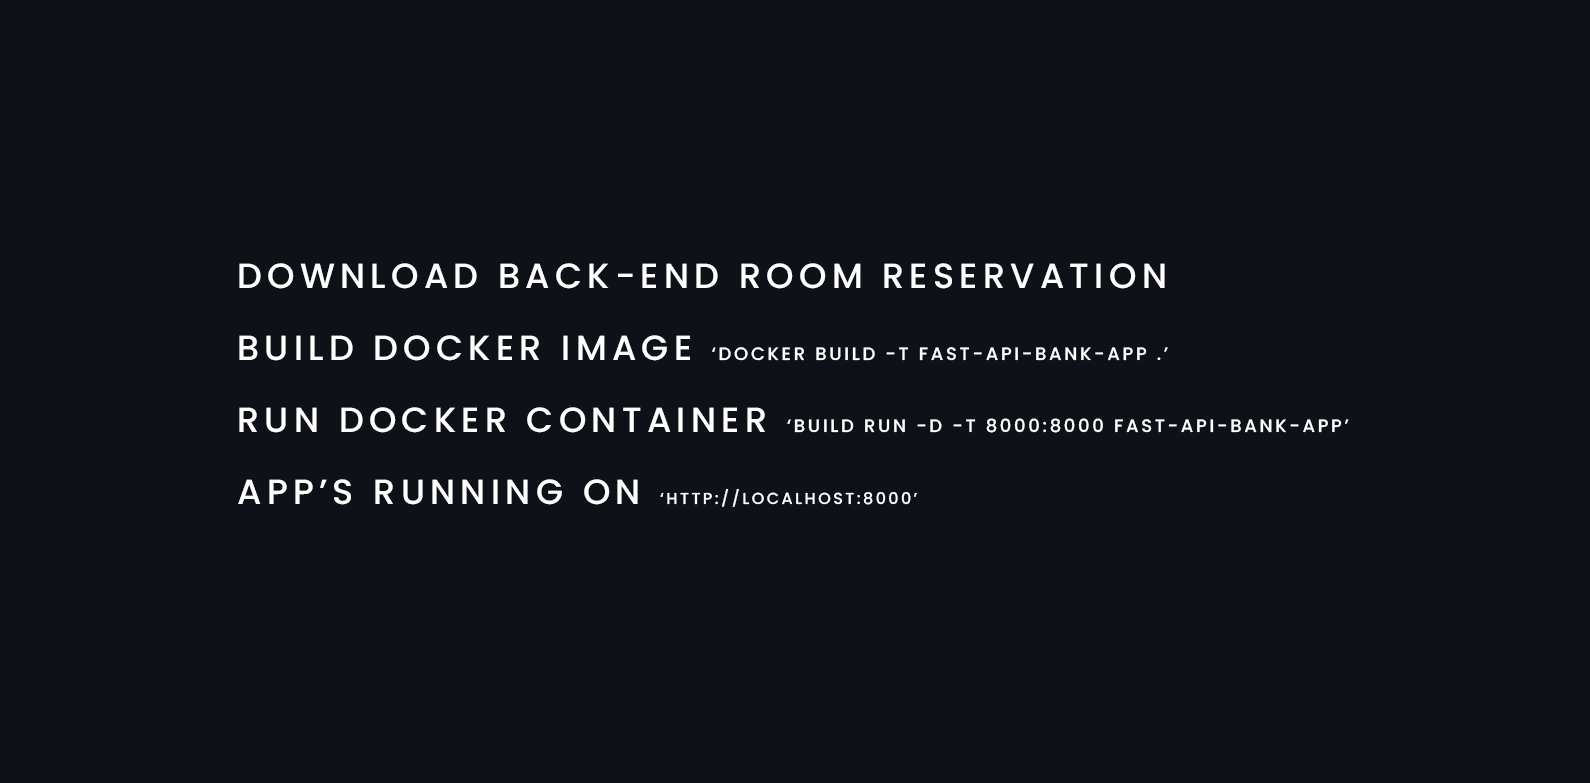 DOWNLOAD BACK-END ROOM RESERVATION
BUILD DOCKER IMAGE ‘DOCKER BUILD -T FAST-API-BANK-APP .’
RUN DOCKER CONTAINER ‘BUILD RUN -D -T 8000:8000 FAST-API-BANK-APP’
APP’S RUNNING ON ‘HTTP://LOCALHOST:8000’